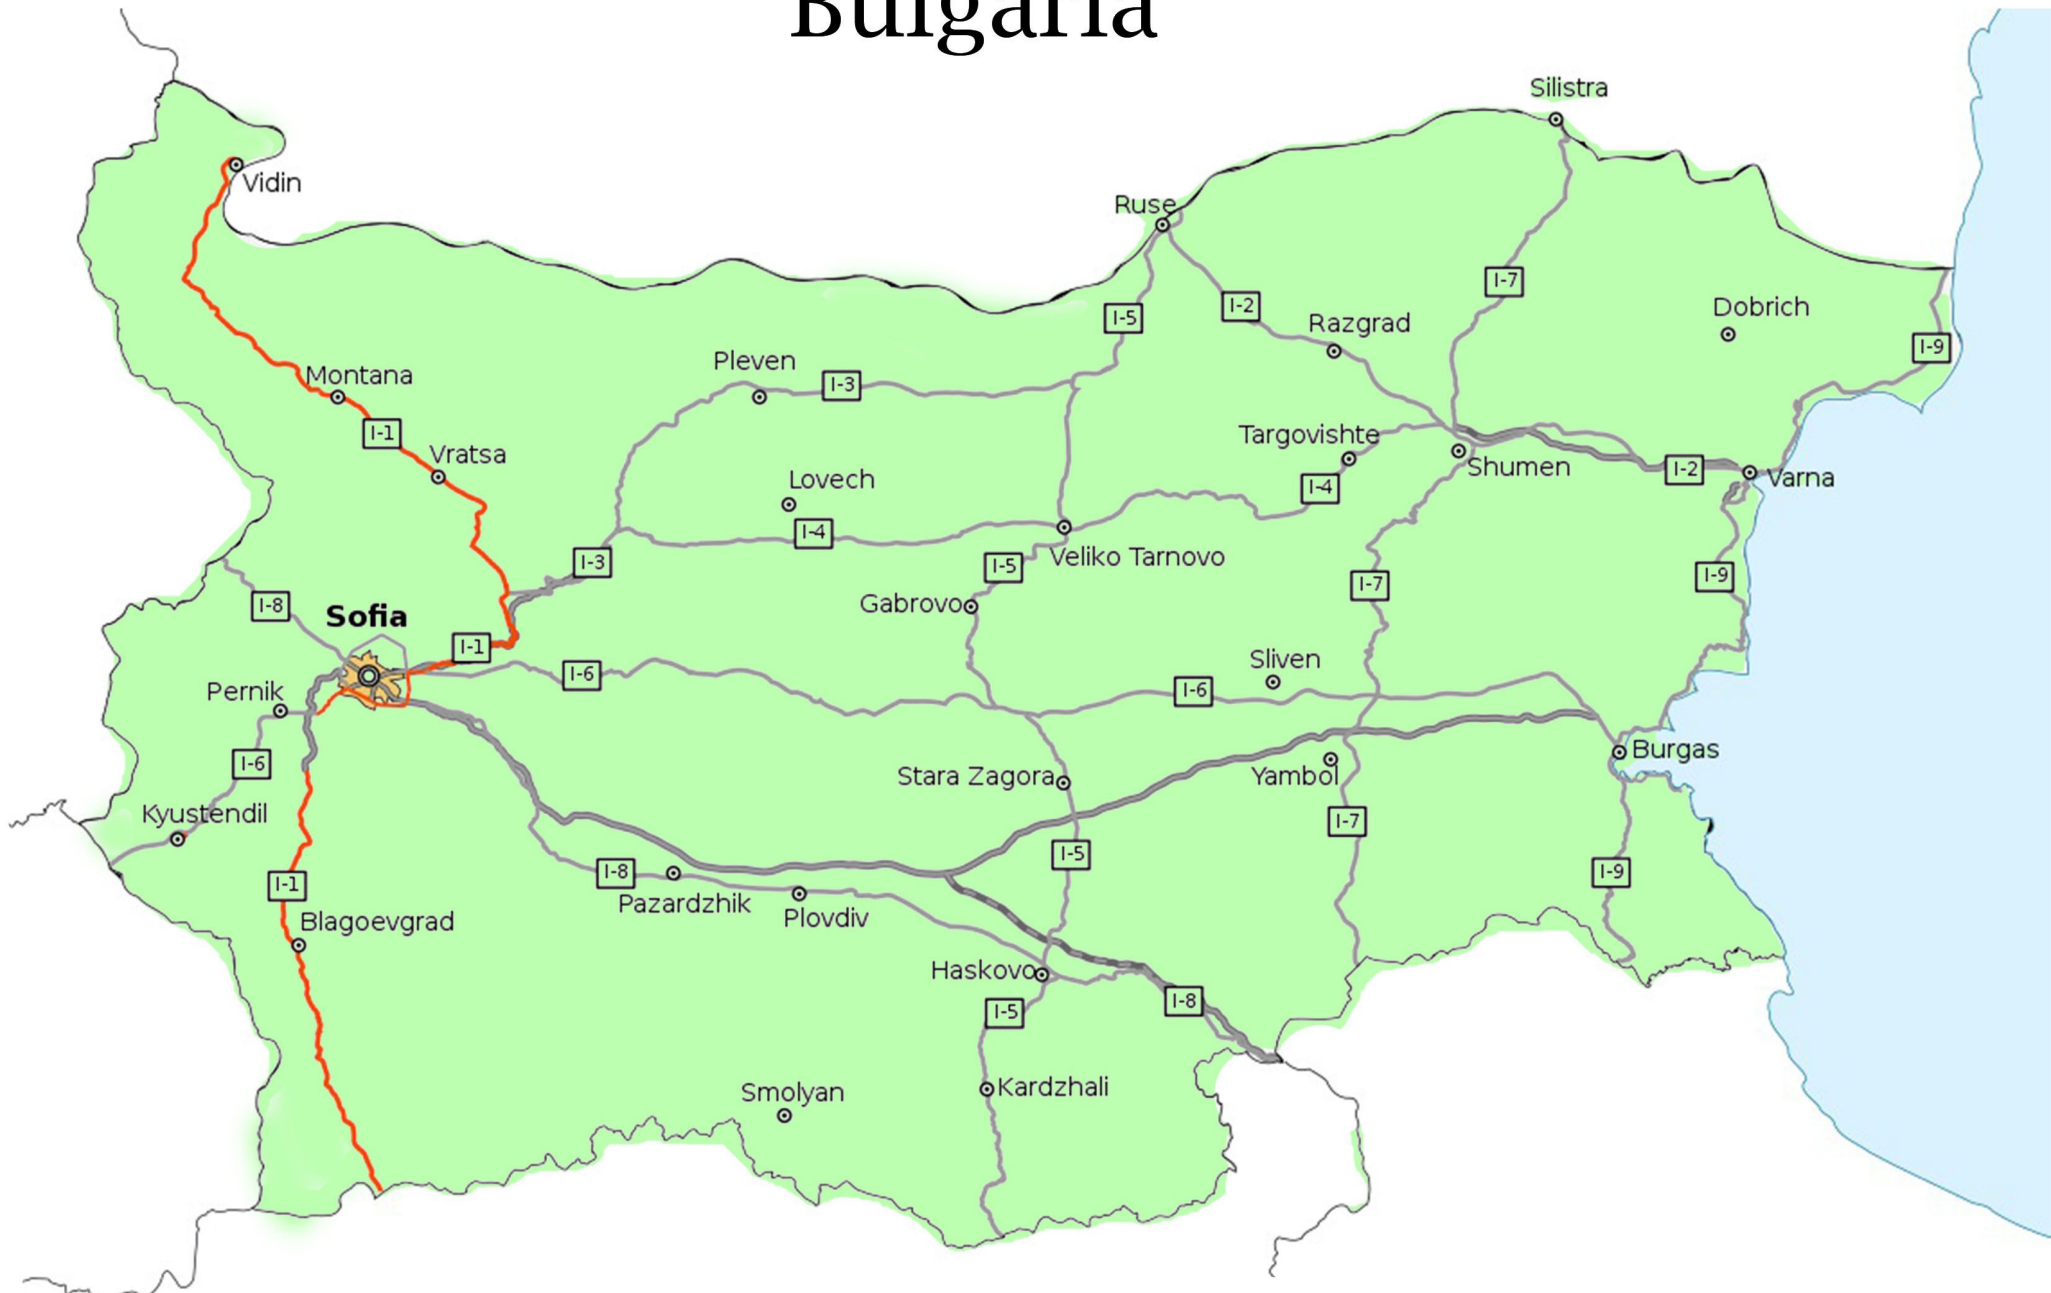 Bulgaria
Silistra
Vidin
Ruse
I-7
I-2
I-5
Razgrad
Dobrich
I-9
Pleven
I-3
Montana
I-1
Vratsa
Targovishte
Shumen
I-2
Varna
Lovech
I-4
I-4
I-3
I-5
Veliko Tarnovo
I-7
I-9
I-8
Sofia
Gabrovo
I-1
I-6
Sliven
I-6
Pernik
I-6
Burgas
Stara Zagora
Yambol
Kyustendil
I-7
I-5
I-8
I-9
I-1
Pazardzhik
Plovdiv
Blagoevgrad
Haskovo
I-8
I-5
Smolyan
Kardzhali